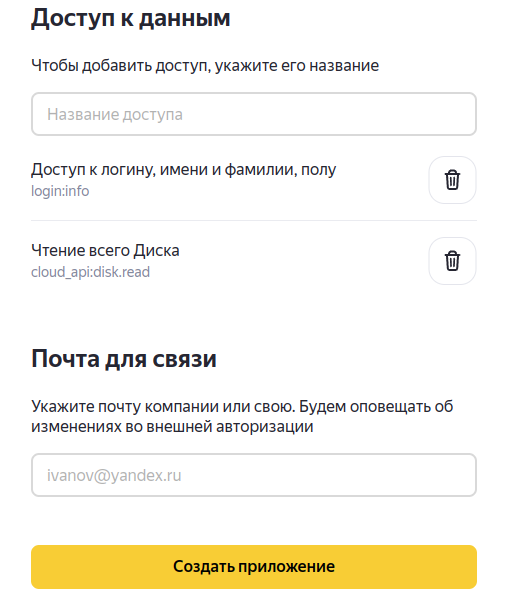 Доступ к данным
Чтобы добавить доступ, укажите его название
Название доступа
Доступ к логину, имени и фамилии, полу
login:info
Чтение всего Диска
cloud_api:disk.read
Почта для связи
Укажите почту компании или свою. Будем оповещать об
изменениях во внешней авторизации
ivanov@yandex.ru
Создать приложение